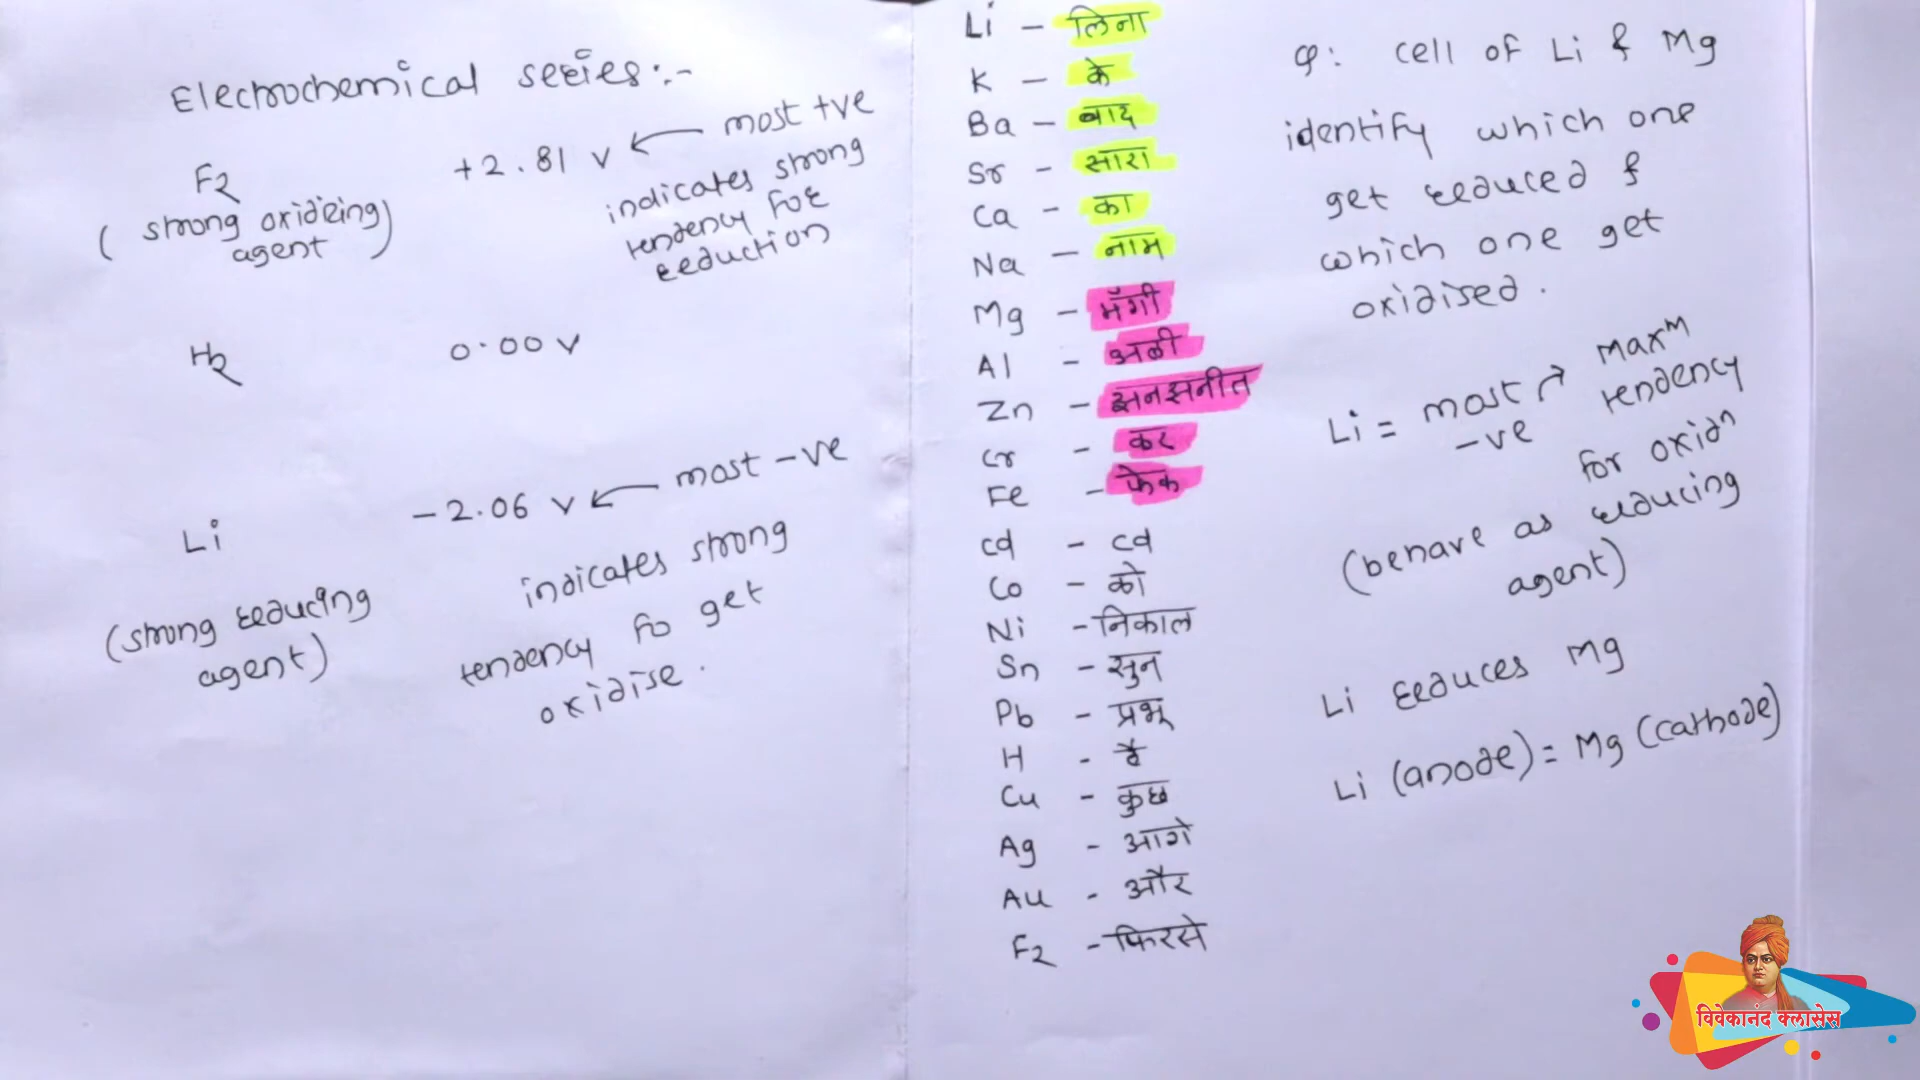 Electrochemical series:-
F2 +2.81 V ← most +ve
(strong oxidizing agent)
indicates strong
tendency for
reduction
H2 0.00 V
Li -2.06 V ← most -ve
(strong reducing
agent)
indicates strong
tendency to get
oxidise.
Li - लिना
K - के
Ba - बाद
Sr - सारा
Ca - का
Na - नाम
Mg - मॅगी
Al - अली
Zn - झनझनीत
Cr - कर
Fe - फेक
Cd - Cd
Co - को
Ni - निकाल
Sn - सुन
Pb - प्रभू
H - है
Cu - कुछ
Ag - आगे
Au - और
F2 - फिरसे
Q: cell of Li & Mg
identify which one
get reduced &
which one get
oxidised.
Li = most -ve → Maxm
tendency
for oxidn
(behave as reducing
agent)
Li reduces Mg
Li (anode) = Mg (cathode)
विवेकानंद क्लासेस